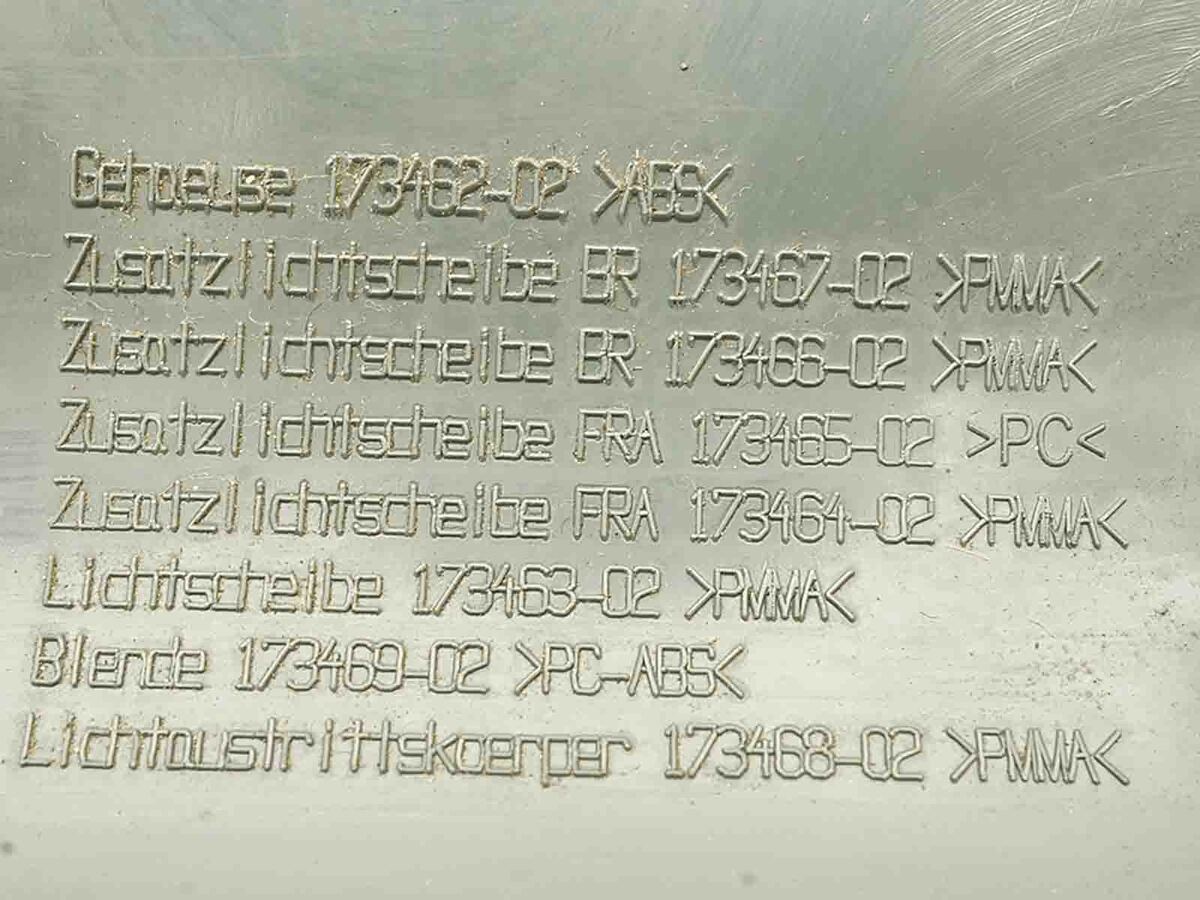 Gehaeuse 173462-02 >ABS<
Zusatzlichtscheibe BR 173467-02 >PMMA<
Zusatzlichtscheibe BR 173466-02 >PMMA<
Zusatzlichtscheibe FRA 173465-02 >PC<
Zusatzlichtscheibe FRA 173464-02 >PMMA<
Lichtscheibe 173463-02 >PMMA<
Blende 173469-02 >PC-ABS<
Lichtaustrittskoerper 173468-02 >PMMA<